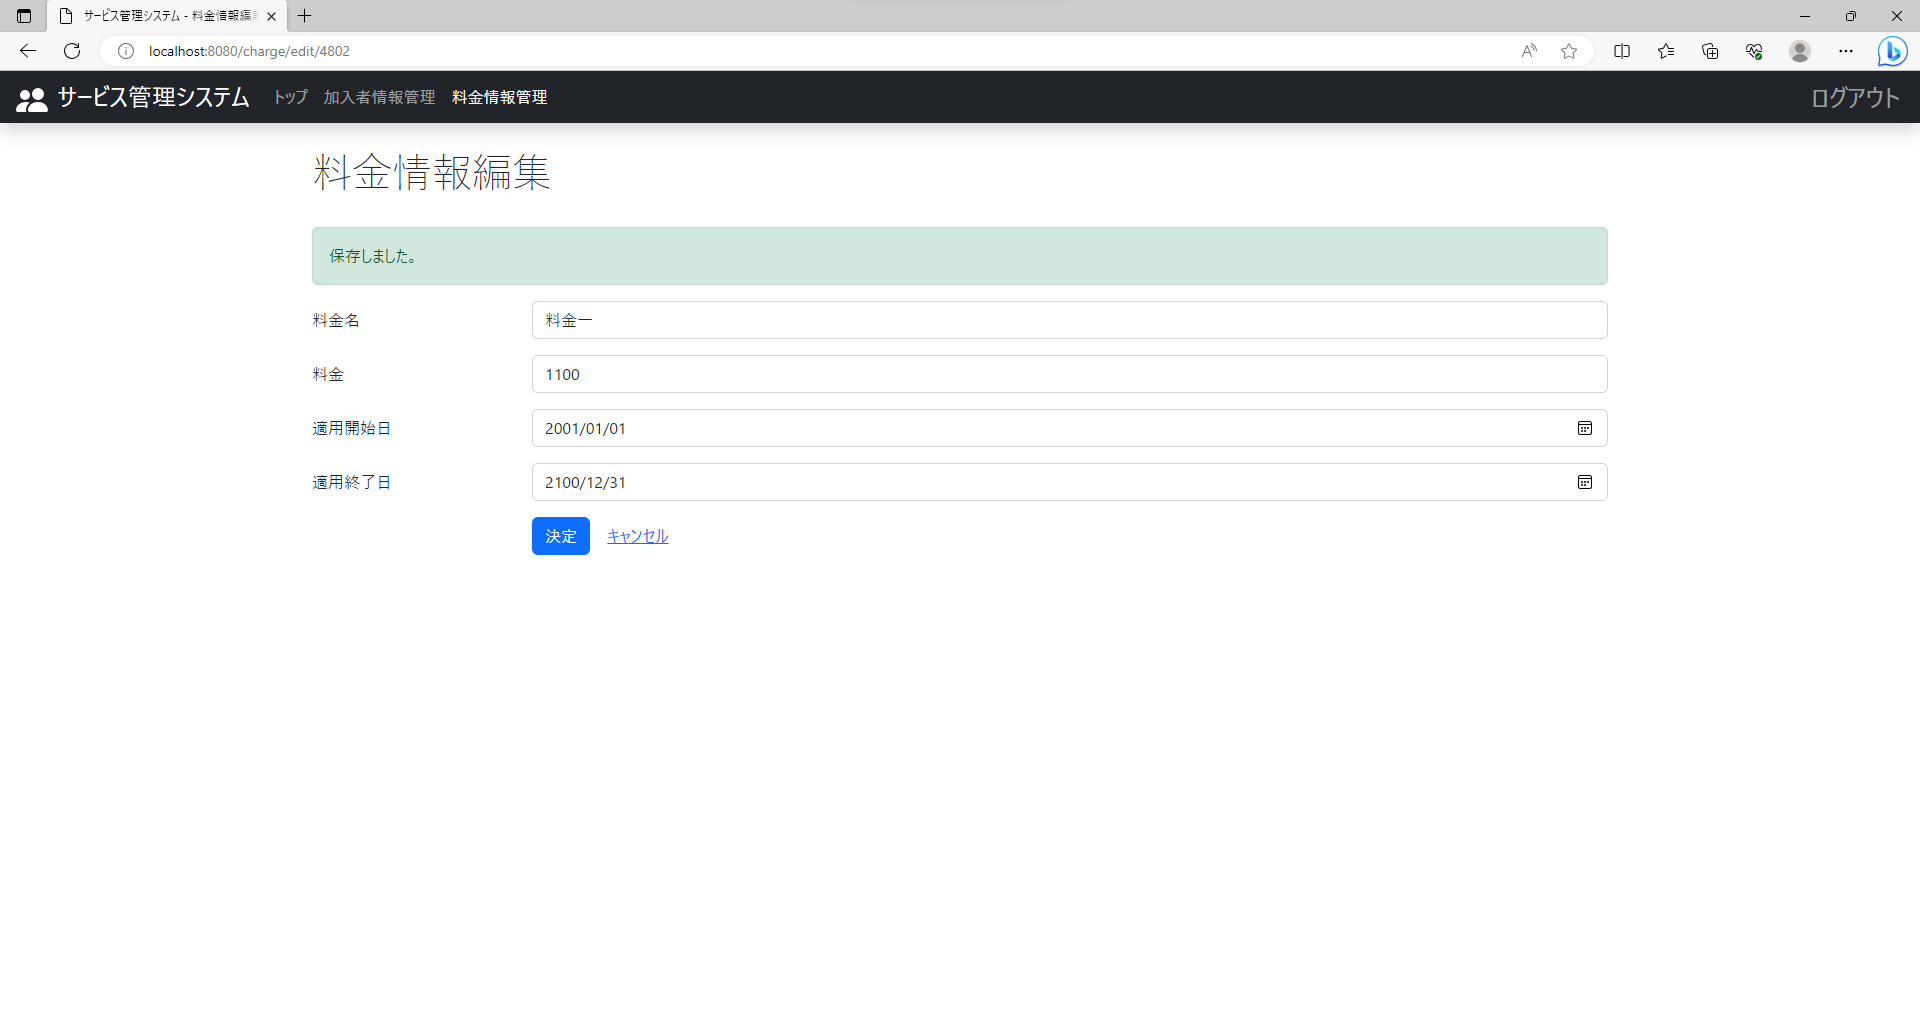 サービス管理システム - 料金情報編
localhost:8080/charge/edit/4802
サービス管理システム トップ 加入者情報管理 料金情報管理 ログアウト
料金情報編集
保存しました。
料金名 料金一
料金 1100
適用開始日 2001/01/01
適用終了日 2100/12/31
決定 キャンセル